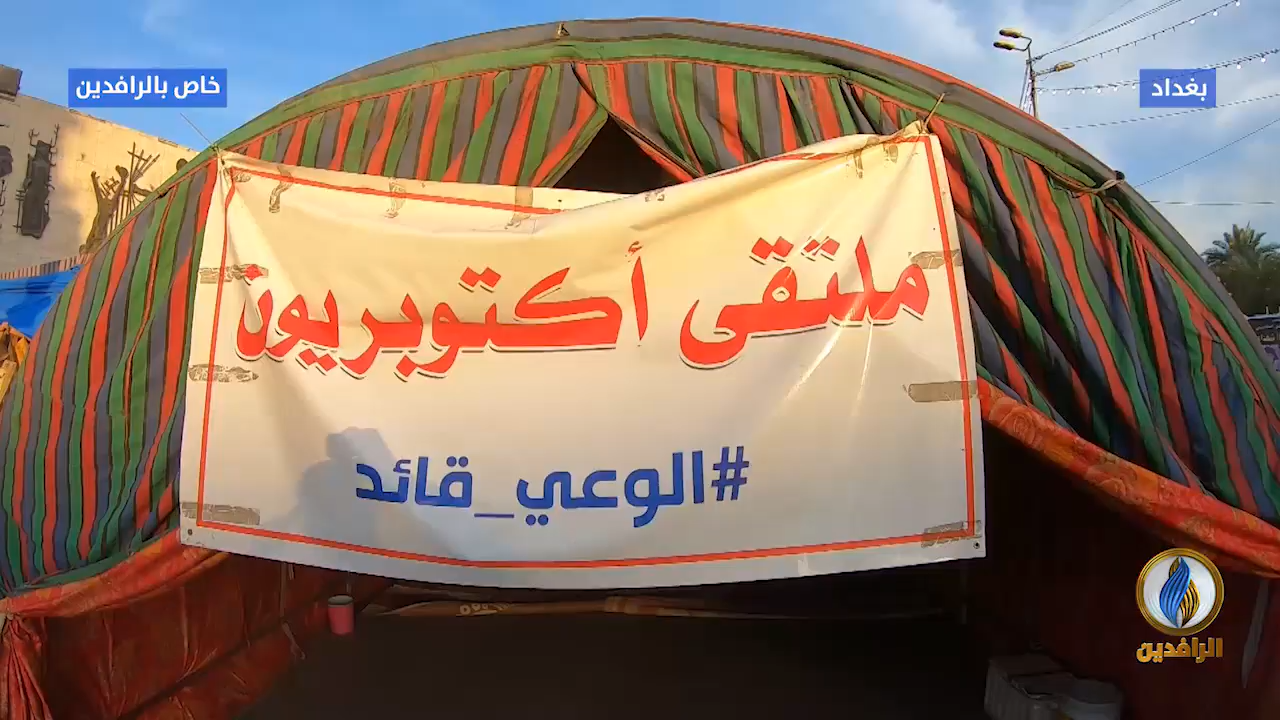 خاص بالرافدين
بغداد
ملتقى أكتوبريون
#الوعي_قائد
الرافدين